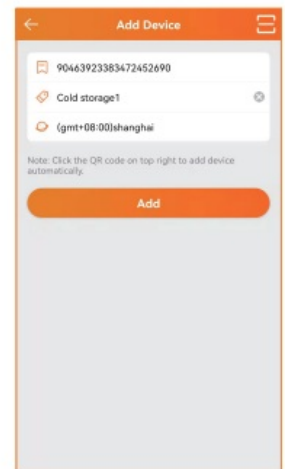 Add Device
90463923383472452690
Cold storage1
(gmt+08:00)shanghai
Note: Click the QR code on top right to add device
automatically.
Add